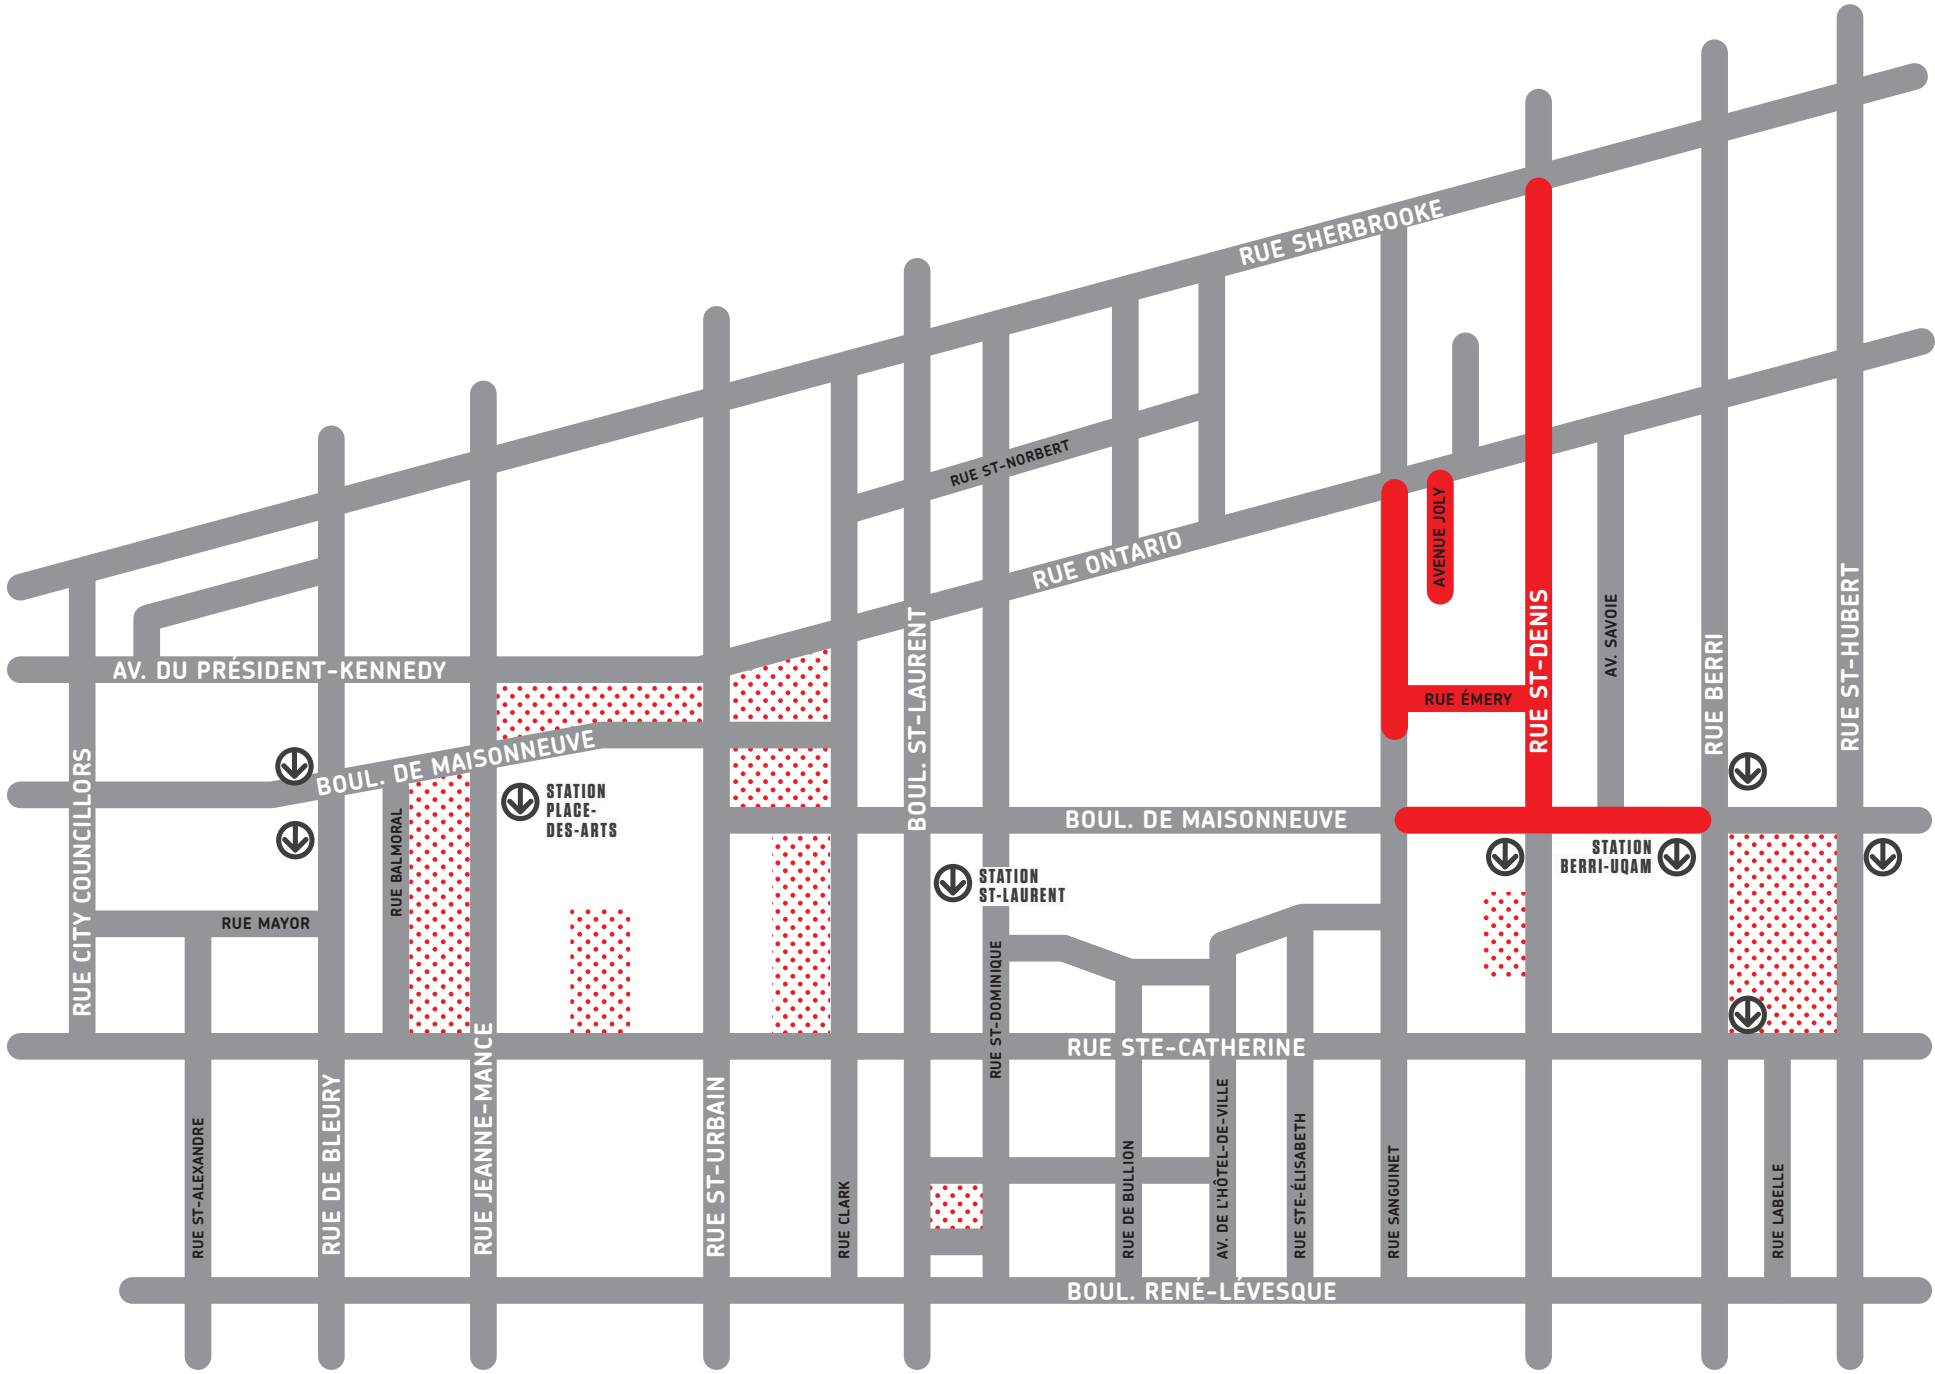 RUE SHERBROOKE
RUE ST-NORBERT
RUE ONTARIO
AVENUE JOLY
AV. DU PRÉSIDENT-KENNEDY
RUE ST-DENIS
AV. SAVOIE
RUE BERRI
RUE ST-HUBERT
RUE ÉMERY
BOUL. ST-LAURENT
BOUL. DE MAISONNEUVE
RUE CITY COUNCILLORS
STATION
PLACE-
DES-ARTS
RUE BALMORAL
BOUL. DE MAISONNEUVE
STATION
BERRI-UQAM
STATION
ST-LAURENT
RUE MAYOR
RUE ST-DOMINIQUE
RUE STE-CATHERINE
RUE ST-ALEXANDRE
RUE DE BLEURY
RUE JEANNE-MANCE
RUE ST-URBAIN
RUE CLARK
RUE DE BULLION
AV. DE L'HÔTEL-DE-VILLE
RUE STE-ÉLISABETH
RUE SANGUINET
RUE LABELLE
BOUL. RENÉ-LÉVESQUE